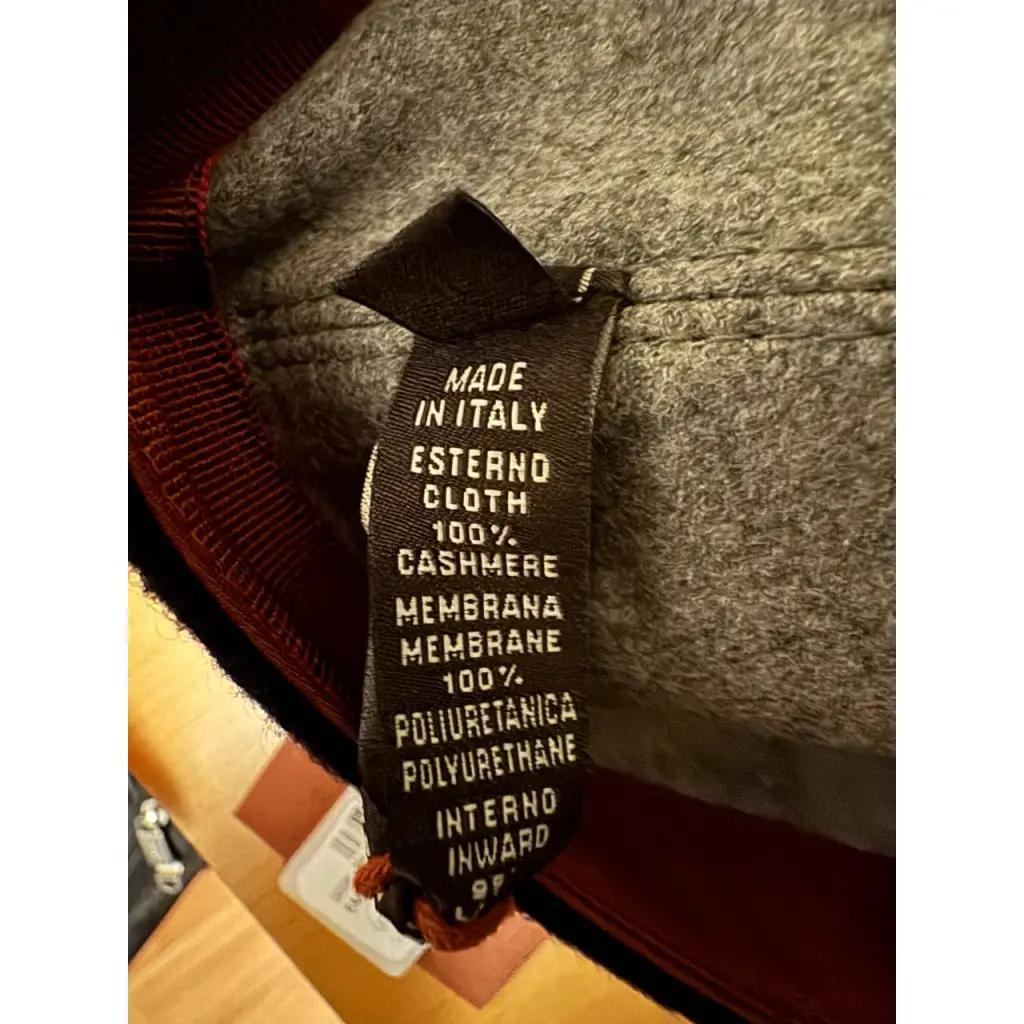 MADE
IN ITALY
ESTERNO
CLOTH
100%
CASHMERE
MEMBRANA
MEMBRANE
100%
POLIURETANICA
POLYURETHANE
INTERNO
INWARD